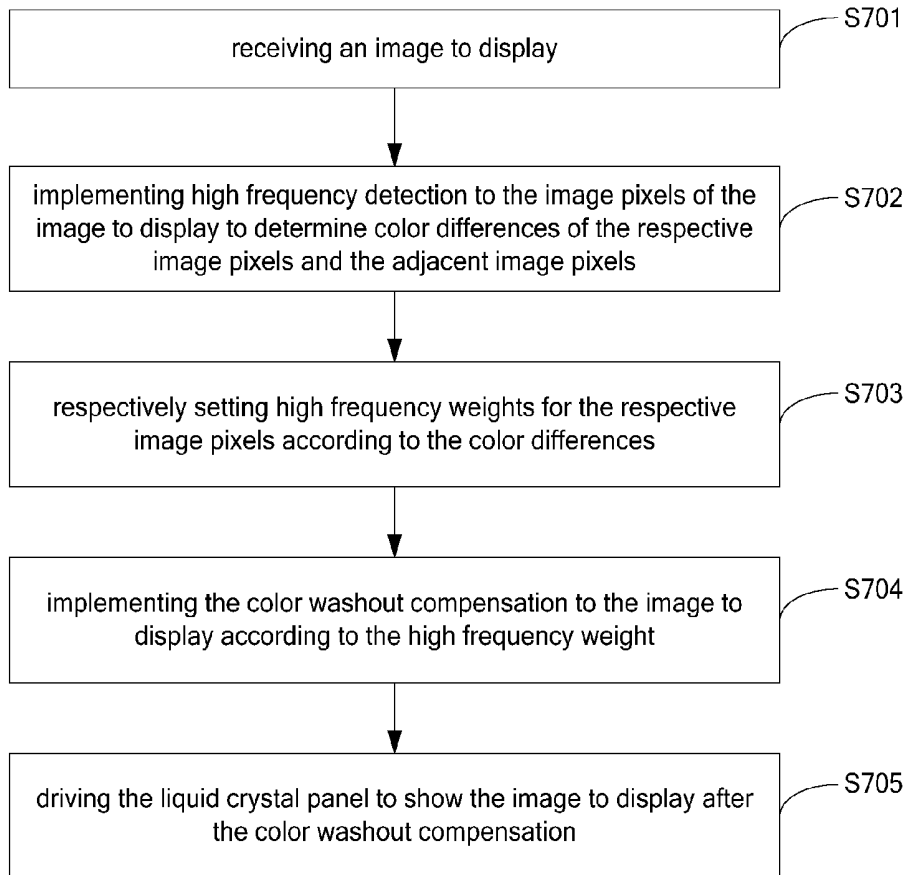 receiving an image to display
S701
implementing high frequency detection to the image pixels of the
image to display to determine color differences of the respective
image pixels and the adjacent image pixels
S702
respectively setting high frequency weights for the respective
image pixels according to the color differences
S703
implementing the color washout compensation to the image to
display according to the high frequency weight
S704
driving the liquid crystal panel to show the image to display after
the color washout compensation
S705